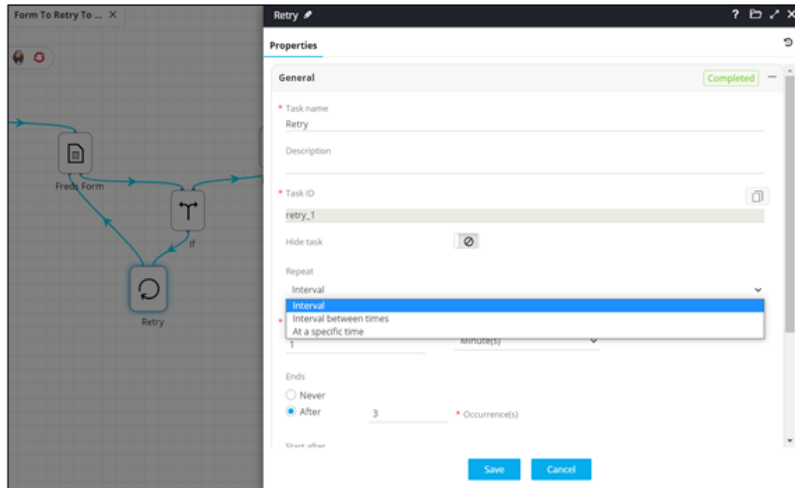 Form To Retry To ... ×
Retry
Properties
General
Completed
* Task name
Retry
Description
* Task ID
retry_1
Hide task
Repeat
Interval
Interval
Interval between times
At a specific time
*
1
Minute(s)
Ends
Never
After
3
* Occurrence(s)
Start after
Save
Cancel
Freds Form
If
Retry